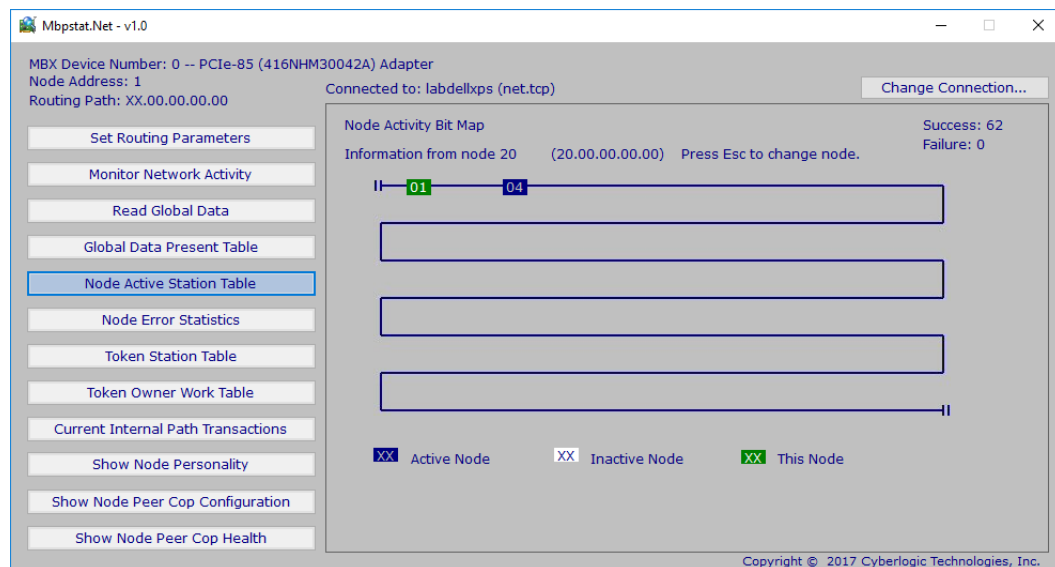 Mbpstat.Net - v1.0
MBX Device Number: 0 -- PCIe-85 (416NHM30042A) Adapter
Node Address: 1
Routing Path: XX.00.00.00.00
Connected to: labdellxps (net.tcp)
Change Connection...
Set Routing Parameters
Monitor Network Activity
Read Global Data
Global Data Present Table
Node Active Station Table
Node Error Statistics
Token Station Table
Token Owner Work Table
Current Internal Path Transactions
Show Node Personality
Show Node Peer Cop Configuration
Show Node Peer Cop Health
Node Activity Bit Map
Success: 62
Failure: 0
Information from node 20 (20.00.00.00.00) Press Esc to change node.
01 04
XX Active Node XX Inactive Node XX This Node
Copyright © 2017 Cyberlogic Technologies, Inc.